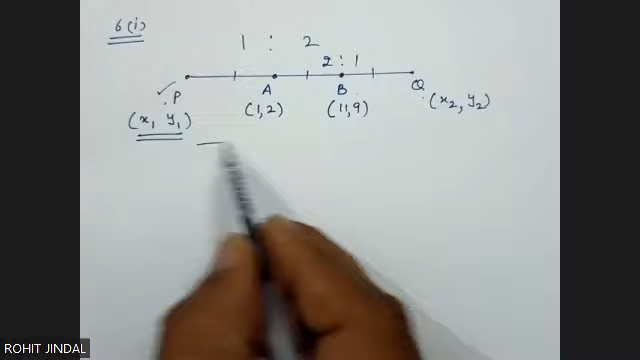 6(i)
1 : 2
2 : 1
P A B Q
(x₁ y₁) (1,2) (11,9) (x₂, y₂)
ROHIT JINDAL